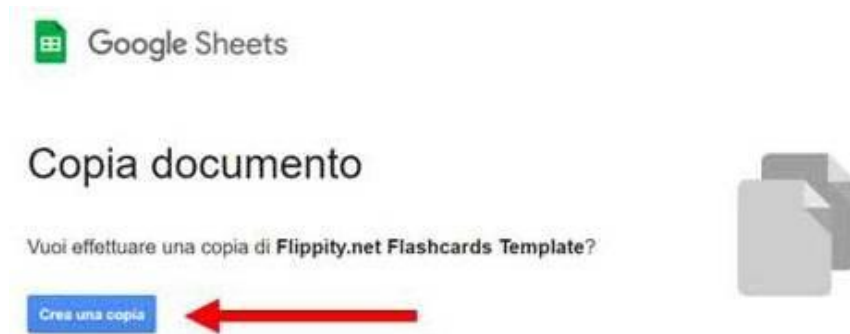 Google Sheets
Copia documento
Vuoi effettuare una copia di Flippity.net Flashcards Template?
Crea una copia